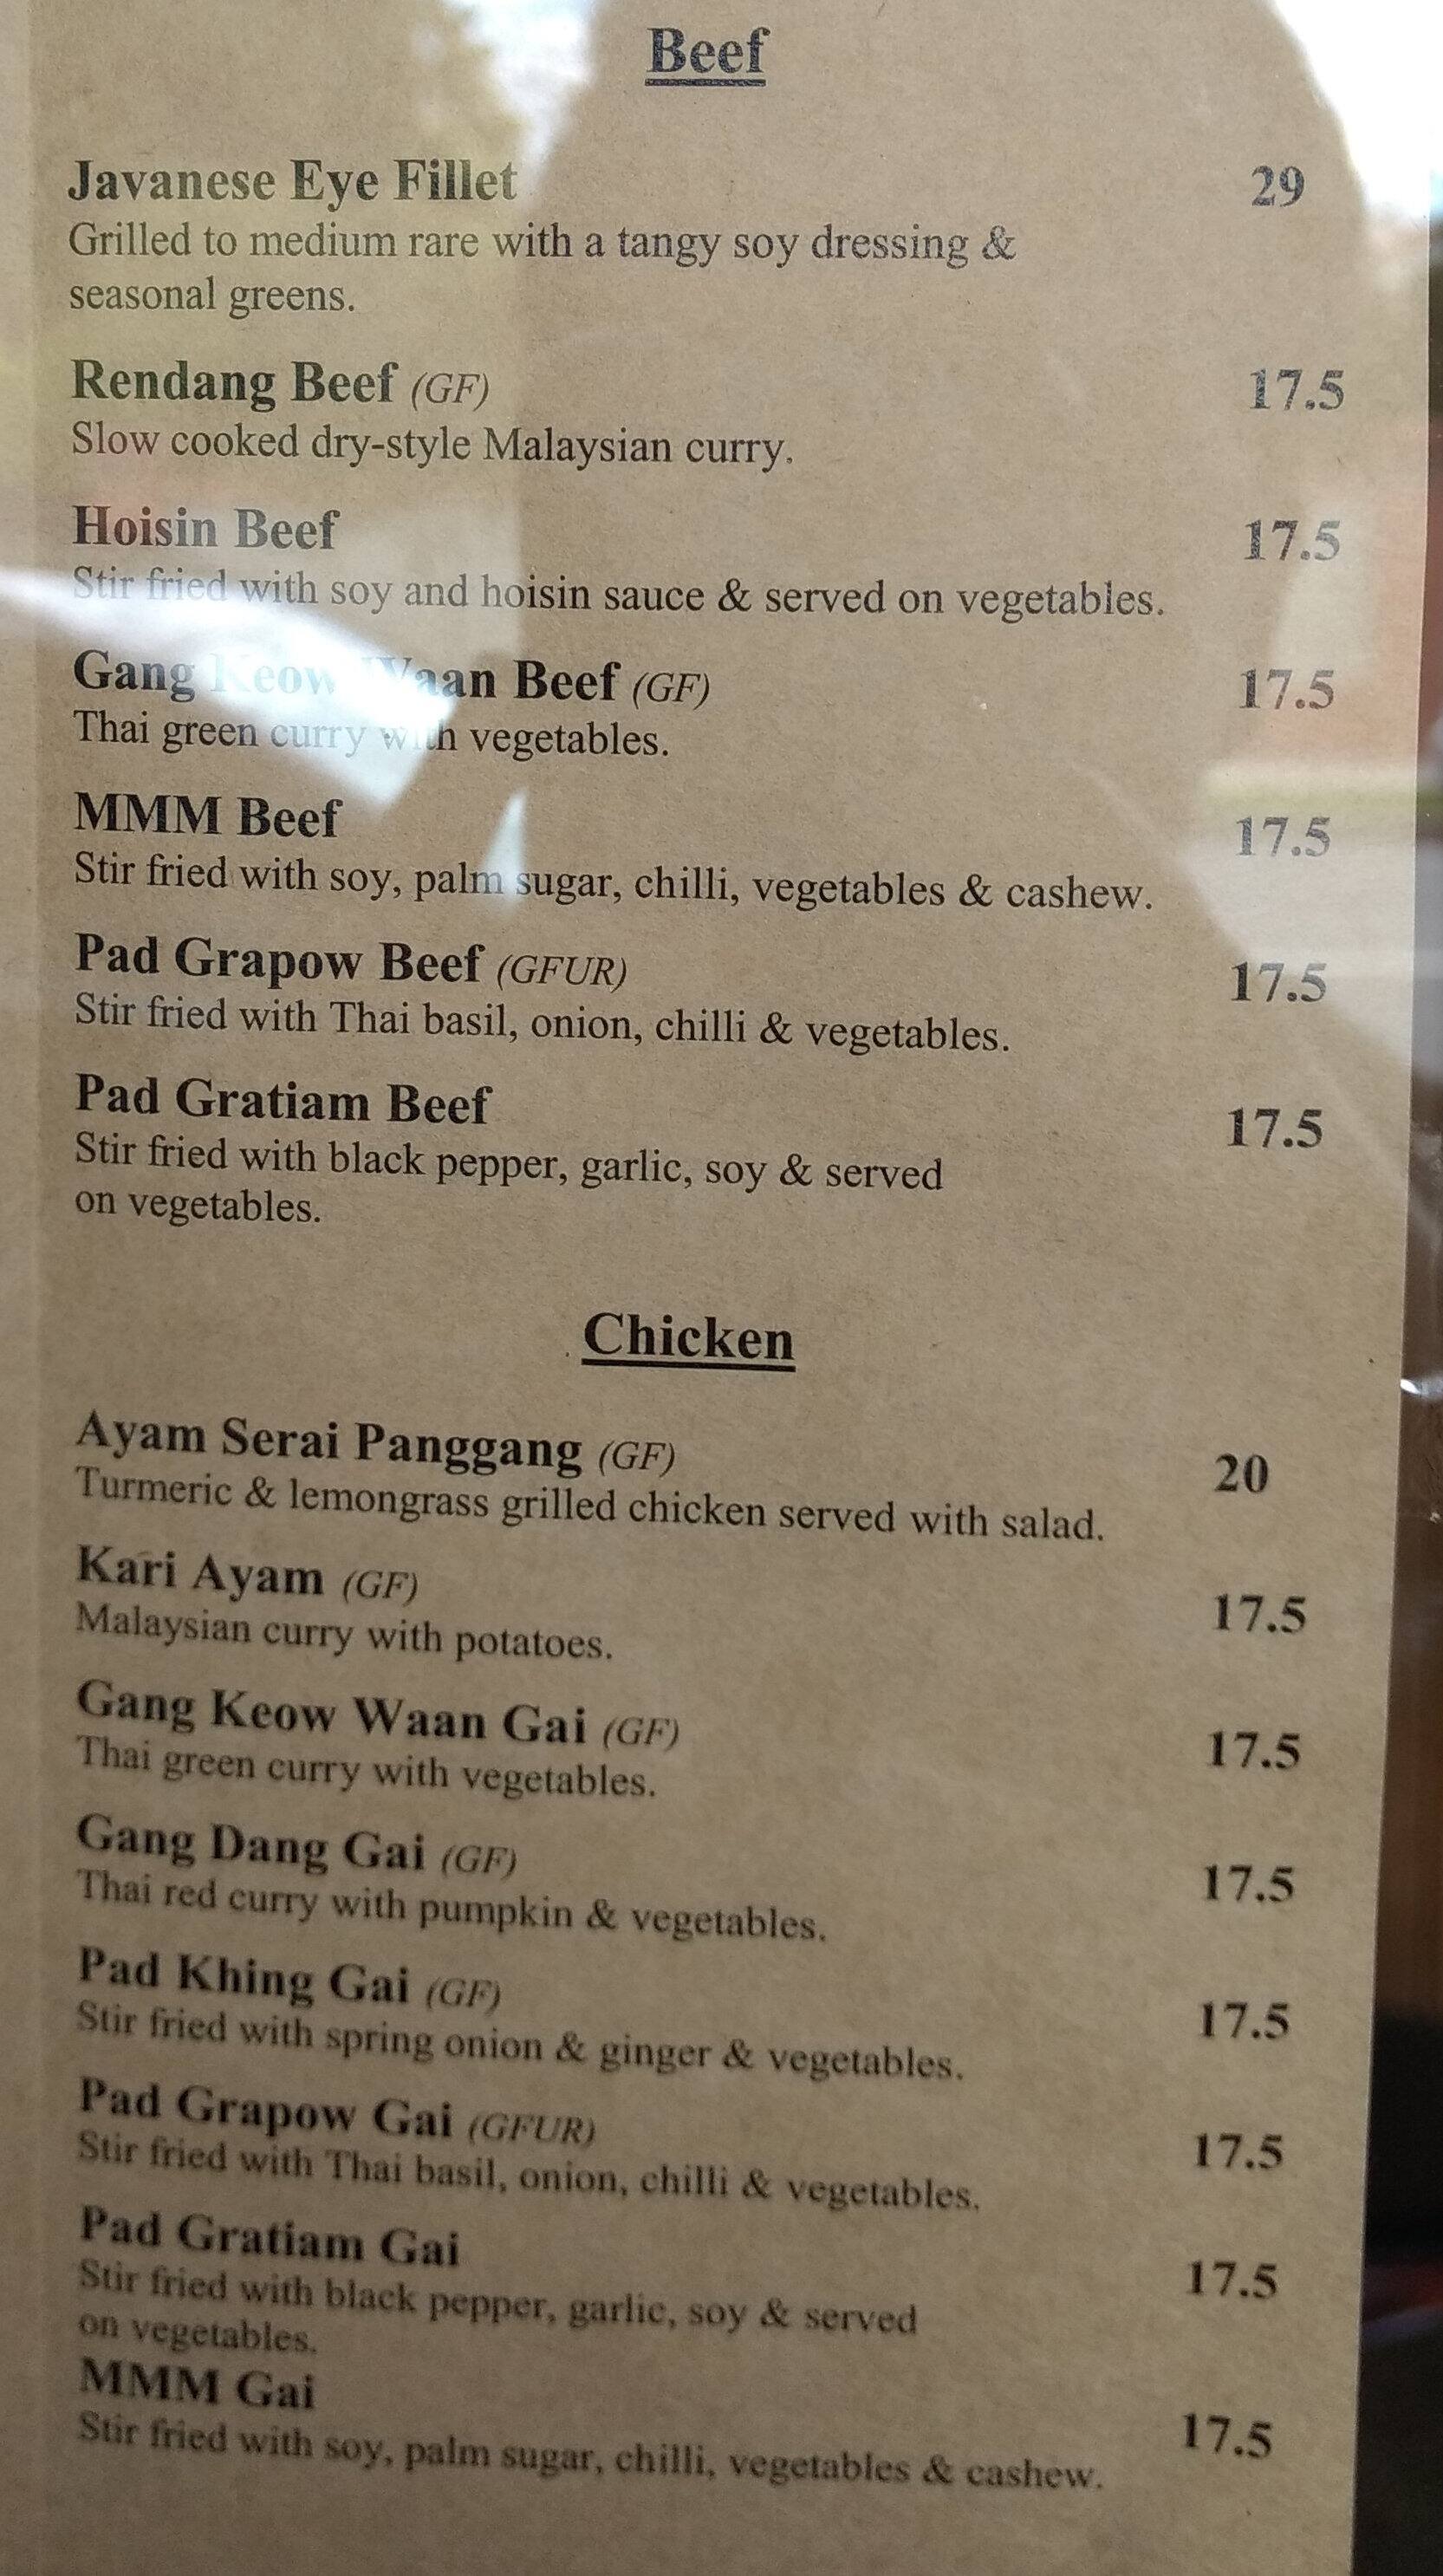 Beef
Javanese Eye Fillet 29
Grilled to medium rare with a tangy soy dressing &
seasonal greens.
Rendang Beef (GF) 17.5
Slow cooked dry-style Malaysian curry.
Hoisin Beef 17.5
Stir fried with soy and hoisin sauce & served on vegetables.
Gang Keow Waan Beef (GF) 17.5
Thai green curry with vegetables.
MMM Beef 17.5
Stir fried with soy, palm sugar, chilli, vegetables & cashew.
Pad Grapow Beef (GFUR) 17.5
Stir fried with Thai basil, onion, chilli & vegetables.
Pad Gratiam Beef 17.5
Stir fried with black pepper, garlic, soy & served
on vegetables.
Chicken
Ayam Serai Panggang (GF) 20
Turmeric & lemongrass grilled chicken served with salad.
Kari Ayam (GF) 17.5
Malaysian curry with potatoes.
Gang Keow Waan Gai (GF) 17.5
Thai green curry with vegetables.
Gang Dang Gai (GF) 17.5
Thai red curry with pumpkin & vegetables.
Pad Khing Gai (GF) 17.5
Stir fried with spring onion & ginger & vegetables.
Pad Grapow Gai (GFUR) 17.5
Stir fried with Thai basil, onion, chilli & vegetables.
Pad Gratiam Gai 17.5
Stir fried with black pepper, garlic, soy & served
on vegetables.
MMM Gai 17.5
Stir fried with soy, palm sugar, chilli, vegetables & cashew.